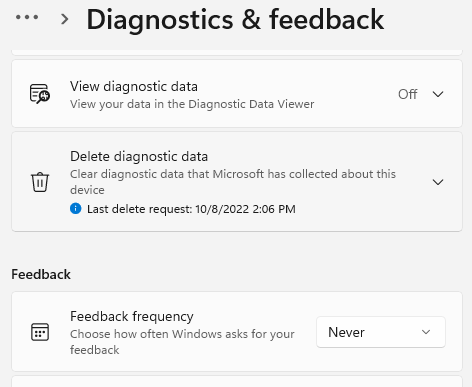 Diagnostics & feedback
View diagnostic data
View your data in the Diagnostic Data Viewer
Off
Delete diagnostic data
Clear diagnostic data that Microsoft has collected about this
device
Last delete request: 10/8/2022 2:06 PM
Feedback
Feedback frequency
Choose how often Windows asks for your
feedback
Never